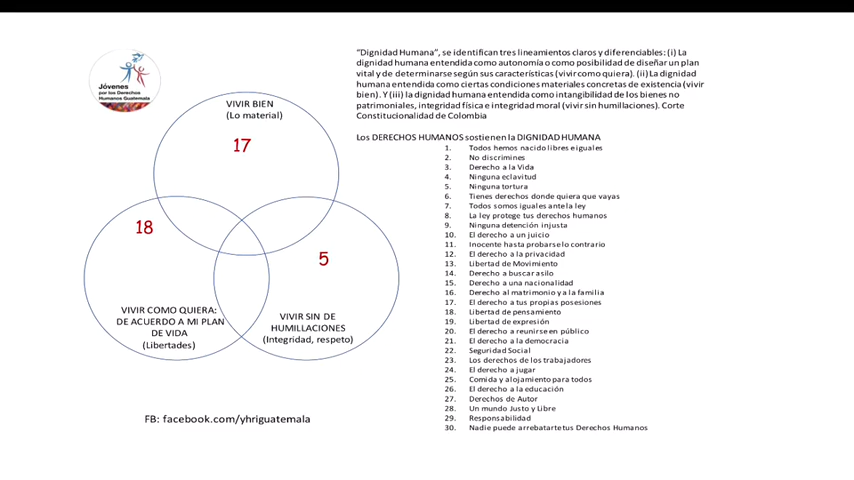 Jóvenes
por los Derechos
Humanos Guatemala
VIVIR BIEN
(Lo material)
17
18
5
VIVIR COMO QUIERA:
DE ACUERDO A MI PLAN
DE VIDA
(Libertades)
VIVIR SIN DE
HUMILLACIONES
(Integridad, respeto)
FB: facebook.com/yhriguatemala
"Dignidad Humana", se identifican tres lineamientos claros y diferenciables: (i) La
dignidad humana entendida como autonomía o como posibilidad de diseñar un plan
vital y de determinarse según sus características (vivir como quiera). (ii) La dignidad
humana entendida como ciertas condiciones materiales concretas de existencia (vivir
bien). Y (iii) la dignidad humana entendida como intangibilidad de los bienes no
patrimoniales, integridad física e integridad moral (vivir sin humillaciones). Corte
Constitucionalidad de Colombia
Los DERECHOS HUMANOS sostienen la DIGNIDAD HUMANA
1. Todos hemos nacido libres e iguales
2. No discrimines
3. Derecho a la Vida
4. Ninguna eclavitud
5. Ninguna tortura
6. Tienes derechos donde quiera que vayas
7. Todos somos iguales ante la ley
8. La ley protege tus derechos humanos
9. Ninguna detención injusta
10. El derecho a un juicio
11. Inocente hasta probarse lo contrario
12. El derecho a la privacidad
13. Libertad de Movimiento
14. Derecho a buscar asilo
15. Derecho a una nacionalidad
16. Derecho al matrimonio y a la familia
17. El derecho a tus propias posesiones
18. Libertad de pensamiento
19. Libertad de expresión
20. El derecho a reunirse en público
21. El derecho a la democracia
22. Seguridad Social
23. Los derechos de los trabajadores
24. El derecho a jugar
25. Comida y alojamiento para todos
26. El derecho a la educación
27. Derechos de Autor
28. Un mundo Justo y Libre
29. Responsabilidad
30. Nadie puede arrebatarte tus Derechos Humanos